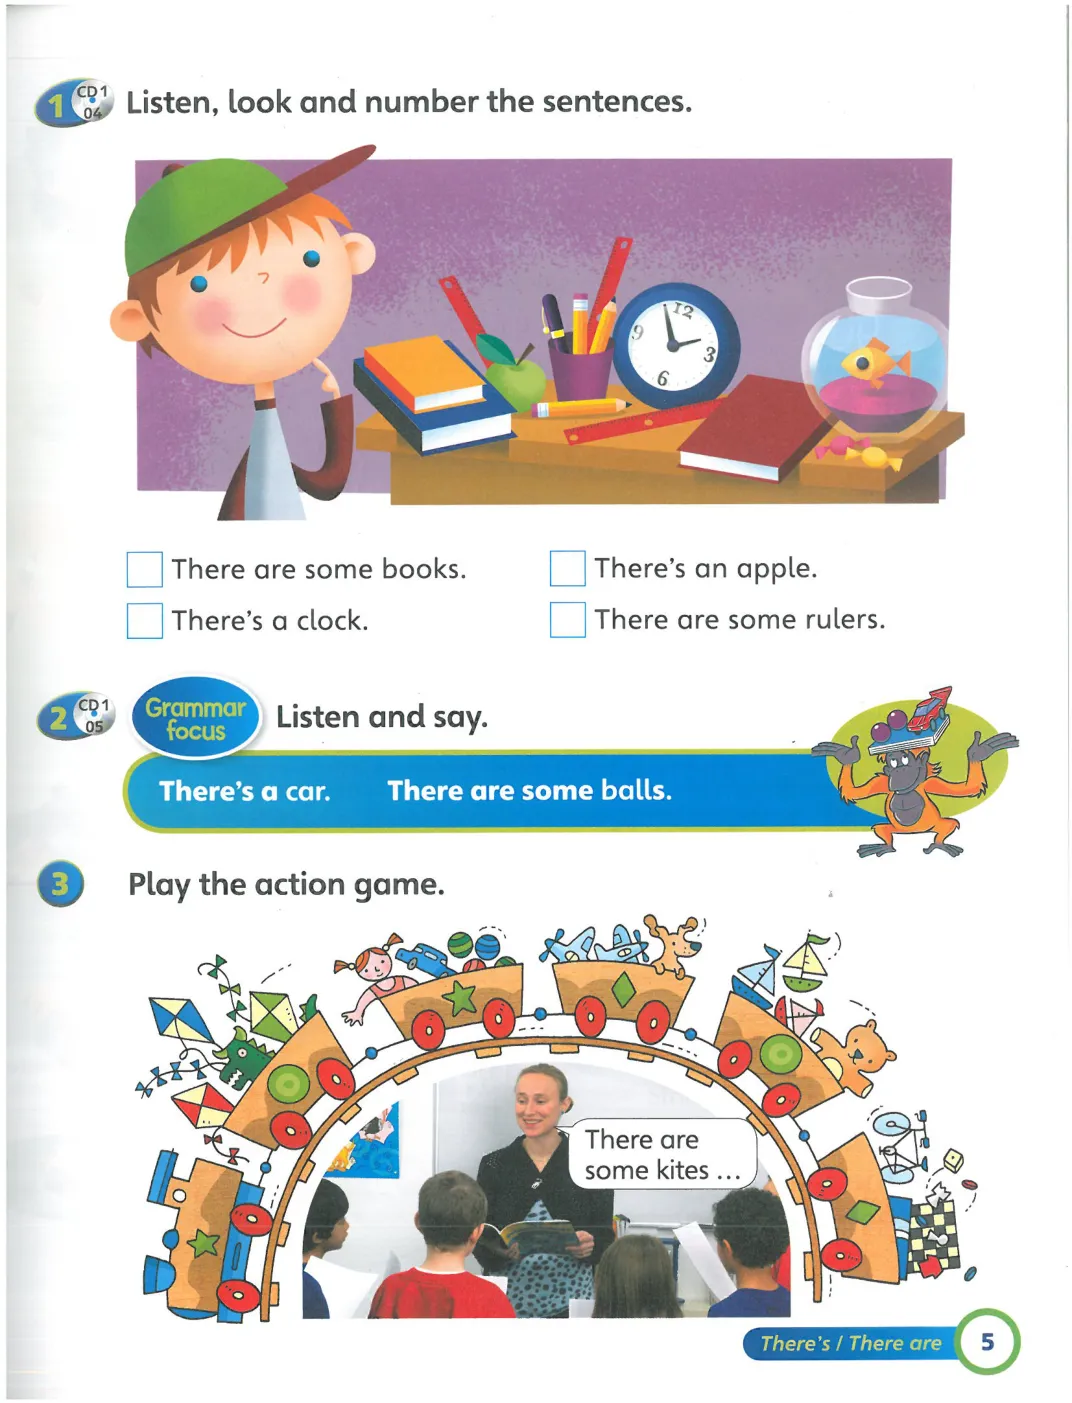 1 CD1 04 Listen, look and number the sentences.
12
9
3
6
There are some books.
There's an apple.
There's a clock.
There are some rulers.
2 CD1 05 Grammar focus Listen and say.
There's a car. There are some balls.
3 Play the action game.
There are
some kites ...
There's / There are 5